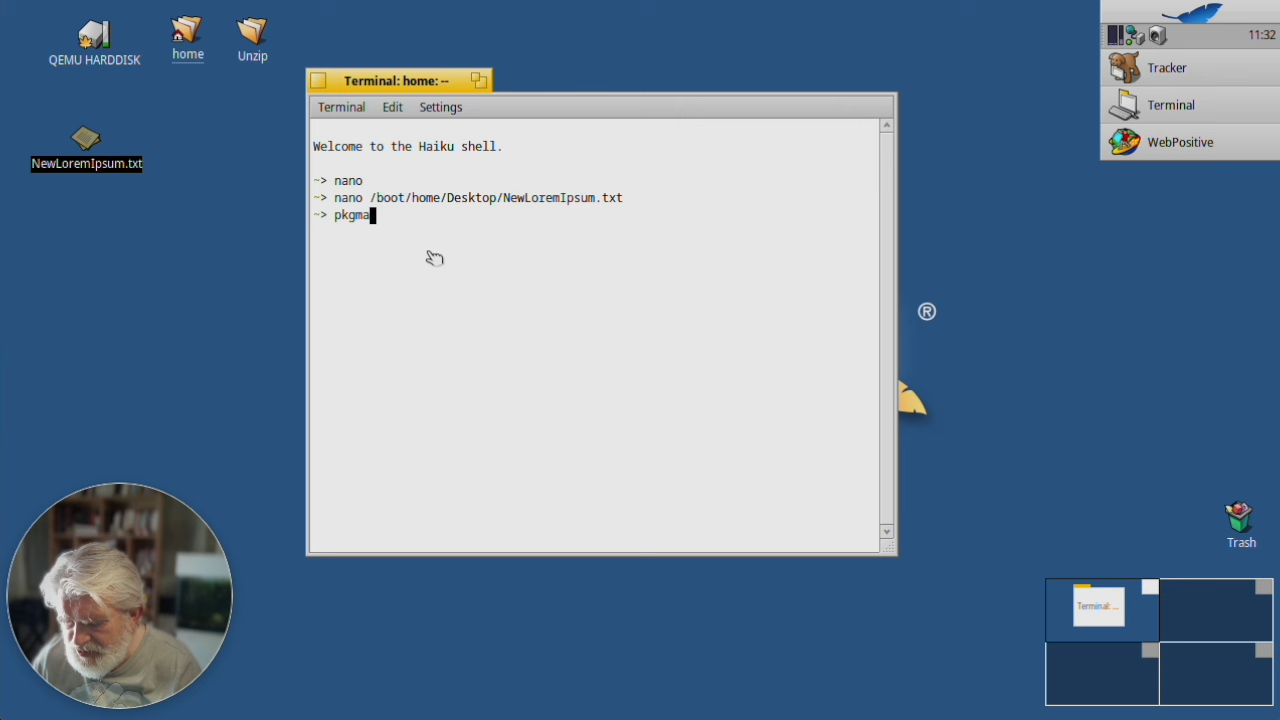 QEMU HARDDISK
home
Unzip
NewLoremIpsum.txt
Terminal: home: --
Terminal Edit Settings
Welcome to the Haiku shell.
~> nano
~> nano /boot/home/Desktop/NewLoremIpsum.txt
~> pkgma
11:32
Tracker
Terminal
WebPositive
®
Trash
Terminal: ...